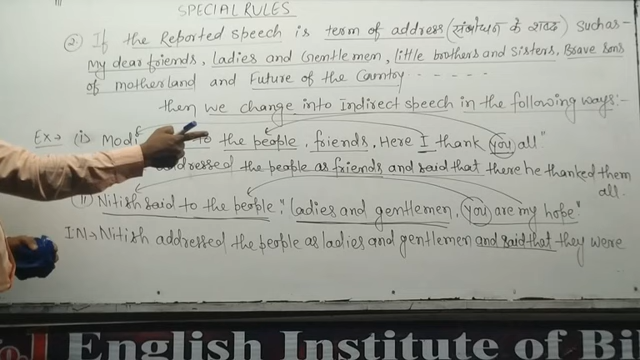 SPECIAL RULES
② If the Reported speech is term of address (संबोधन के शब्द) such as-
My dear friends, Ladies and Gentlemen, little brothers and sisters, Brave sons
of motherland and Future of the Country - - - - -
then we change into Indirect speech in the following ways:-
Ex→ (i) Modi to the people, friends, Here I thank you all"
addressed the people as friends and said that there he thanked them
all.
(ii) Nitish said to the people, "ladies and gentlemen, you are my hope"
IN→ Nitish addressed the people as ladies and gentlemen and said that they were
.1 English Institute of Bi